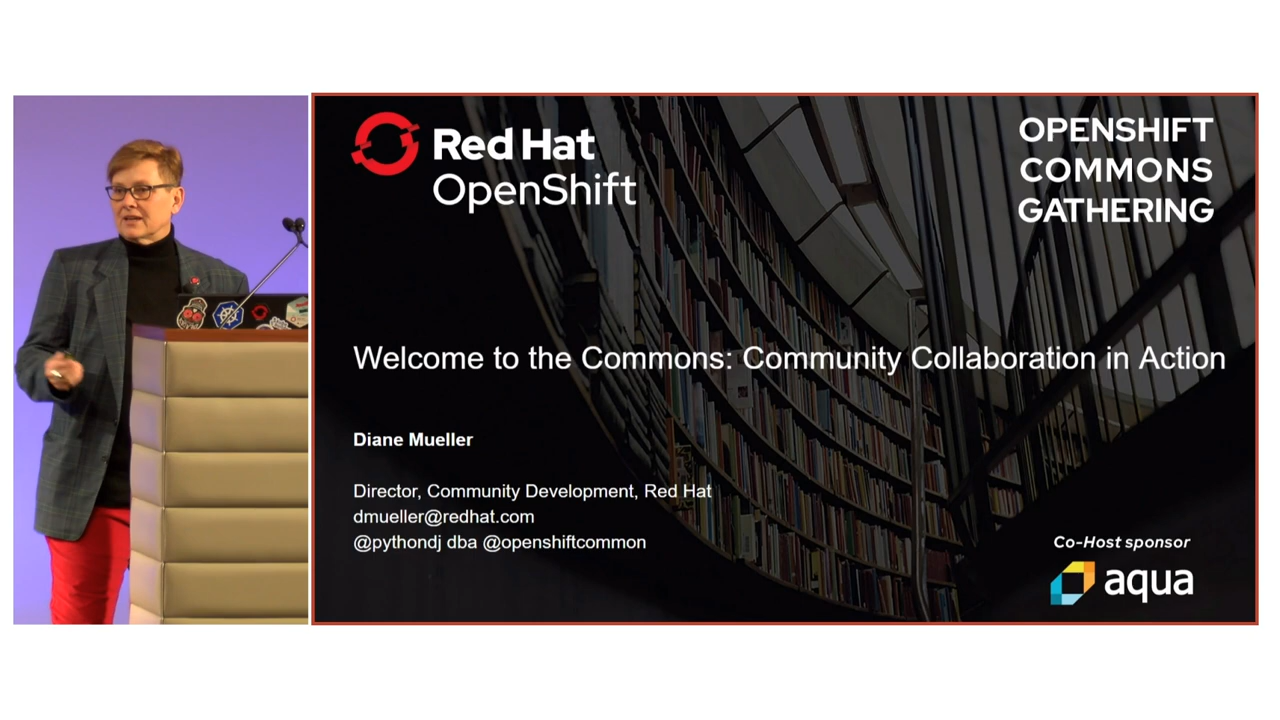 Red Hat
OpenShift
OPENSHIFT
COMMONS
GATHERING
Welcome to the Commons: Community Collaboration in Action
Diane Mueller
Director, Community Development, Red Hat
dmueller@redhat.com
@pythondj dba @openshiftcommon
Co-Host sponsor
aqua